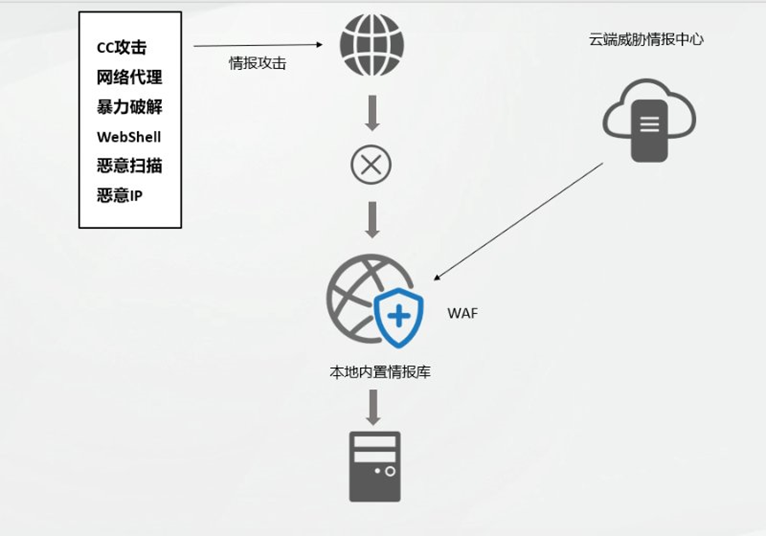 CC攻击
网络代理
暴力破解
WebShell
恶意扫描
恶意IP
情报攻击
云端威胁情报中心
WAF
本地内置情报库